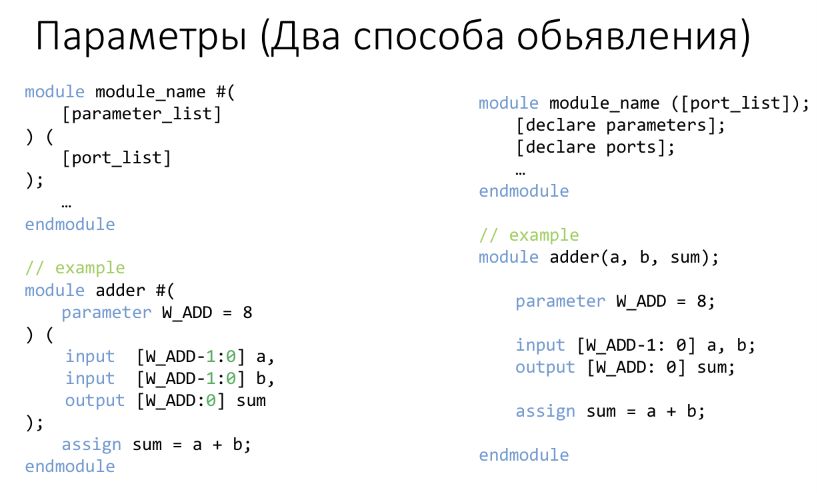 Параметры (Два способа обьявления)
module module_name #(
[parameter_list]
) (
[port_list]
);
…
endmodule
// example
module adder #(
parameter W_ADD = 8
) (
input  [W_ADD-1:0] a,
input  [W_ADD-1:0] b,
output [W_ADD:0] sum
);
assign sum = a + b;
endmodule
module module_name ([port_list]);
[declare parameters];
[declare ports];
…
endmodule
// example
module adder(a, b, sum);
parameter W_ADD = 8;
input [W_ADD-1: 0] a, b;
output [W_ADD: 0] sum;
assign sum = a + b;
endmodule